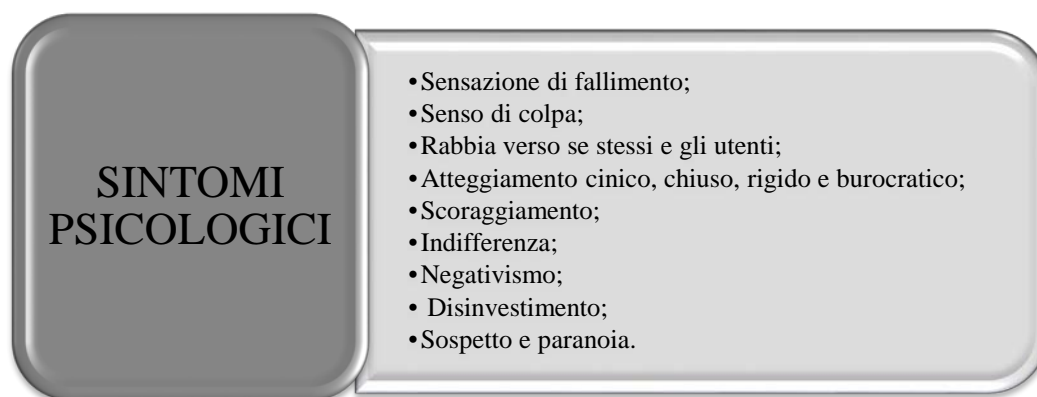 SINTOMI
PSICOLOGICI
•Sensazione di fallimento;
•Senso di colpa;
•Rabbia verso se stessi e gli utenti;
•Atteggiamento cinico, chiuso, rigido e burocratico;
•Scoraggiamento;
•Indifferenza;
•Negativismo;
• Disinvestimento;
•Sospetto e paranoia.